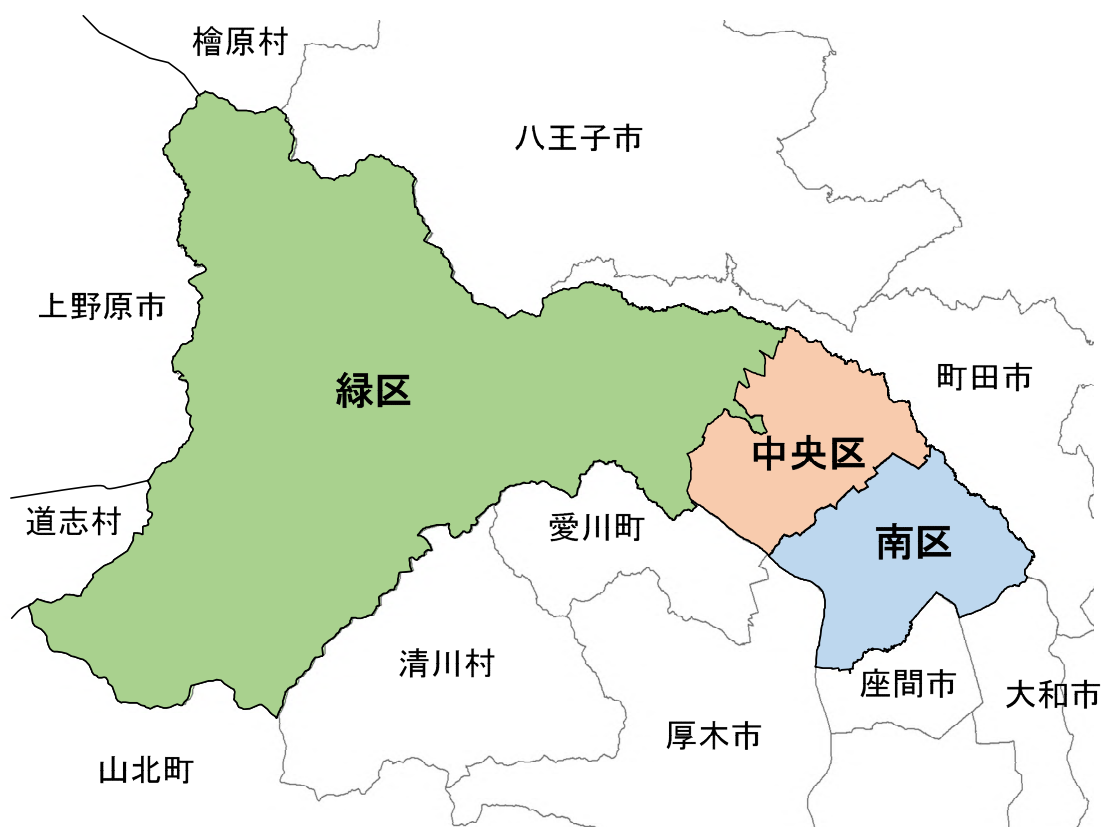 檜原村
八王子市
上野原市
町田市
緑区
中央区
道志村
愛川町
南区
清川村
座間市
大和市
厚木市
山北町